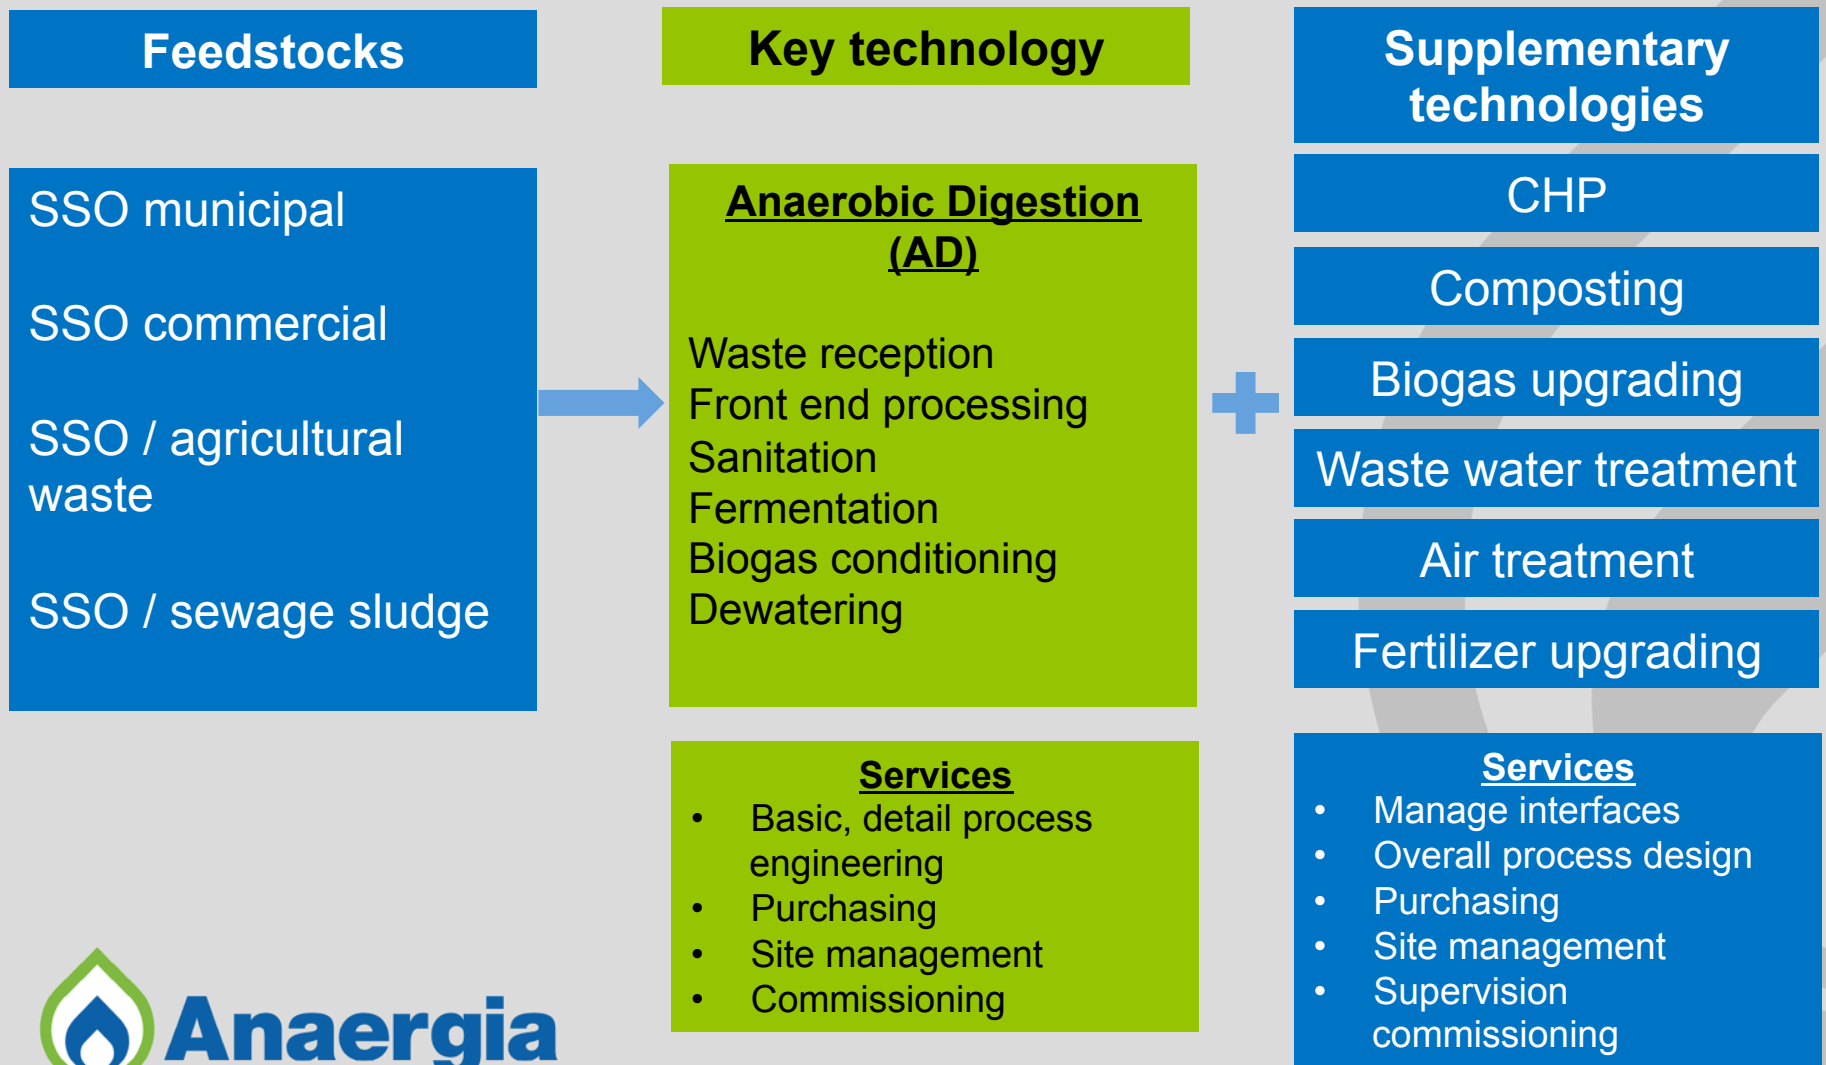 Feedstocks
SSO municipal
SSO commercial
SSO / agricultural
waste
SSO / sewage sludge
Key technology
Anaerobic Digestion
(AD)
Waste reception
Front end processing
Sanitation
Fermentation
Biogas conditioning
Dewatering
Services
• Basic, detail process
engineering
• Purchasing
• Site management
• Commissioning
Supplementary
technologies
CHP
Composting
Biogas upgrading
Waste water treatment
Air treatment
Fertilizer upgrading
Services
• Manage interfaces
• Overall process design
• Purchasing
• Site management
• Supervision
commissioning
Anaergia